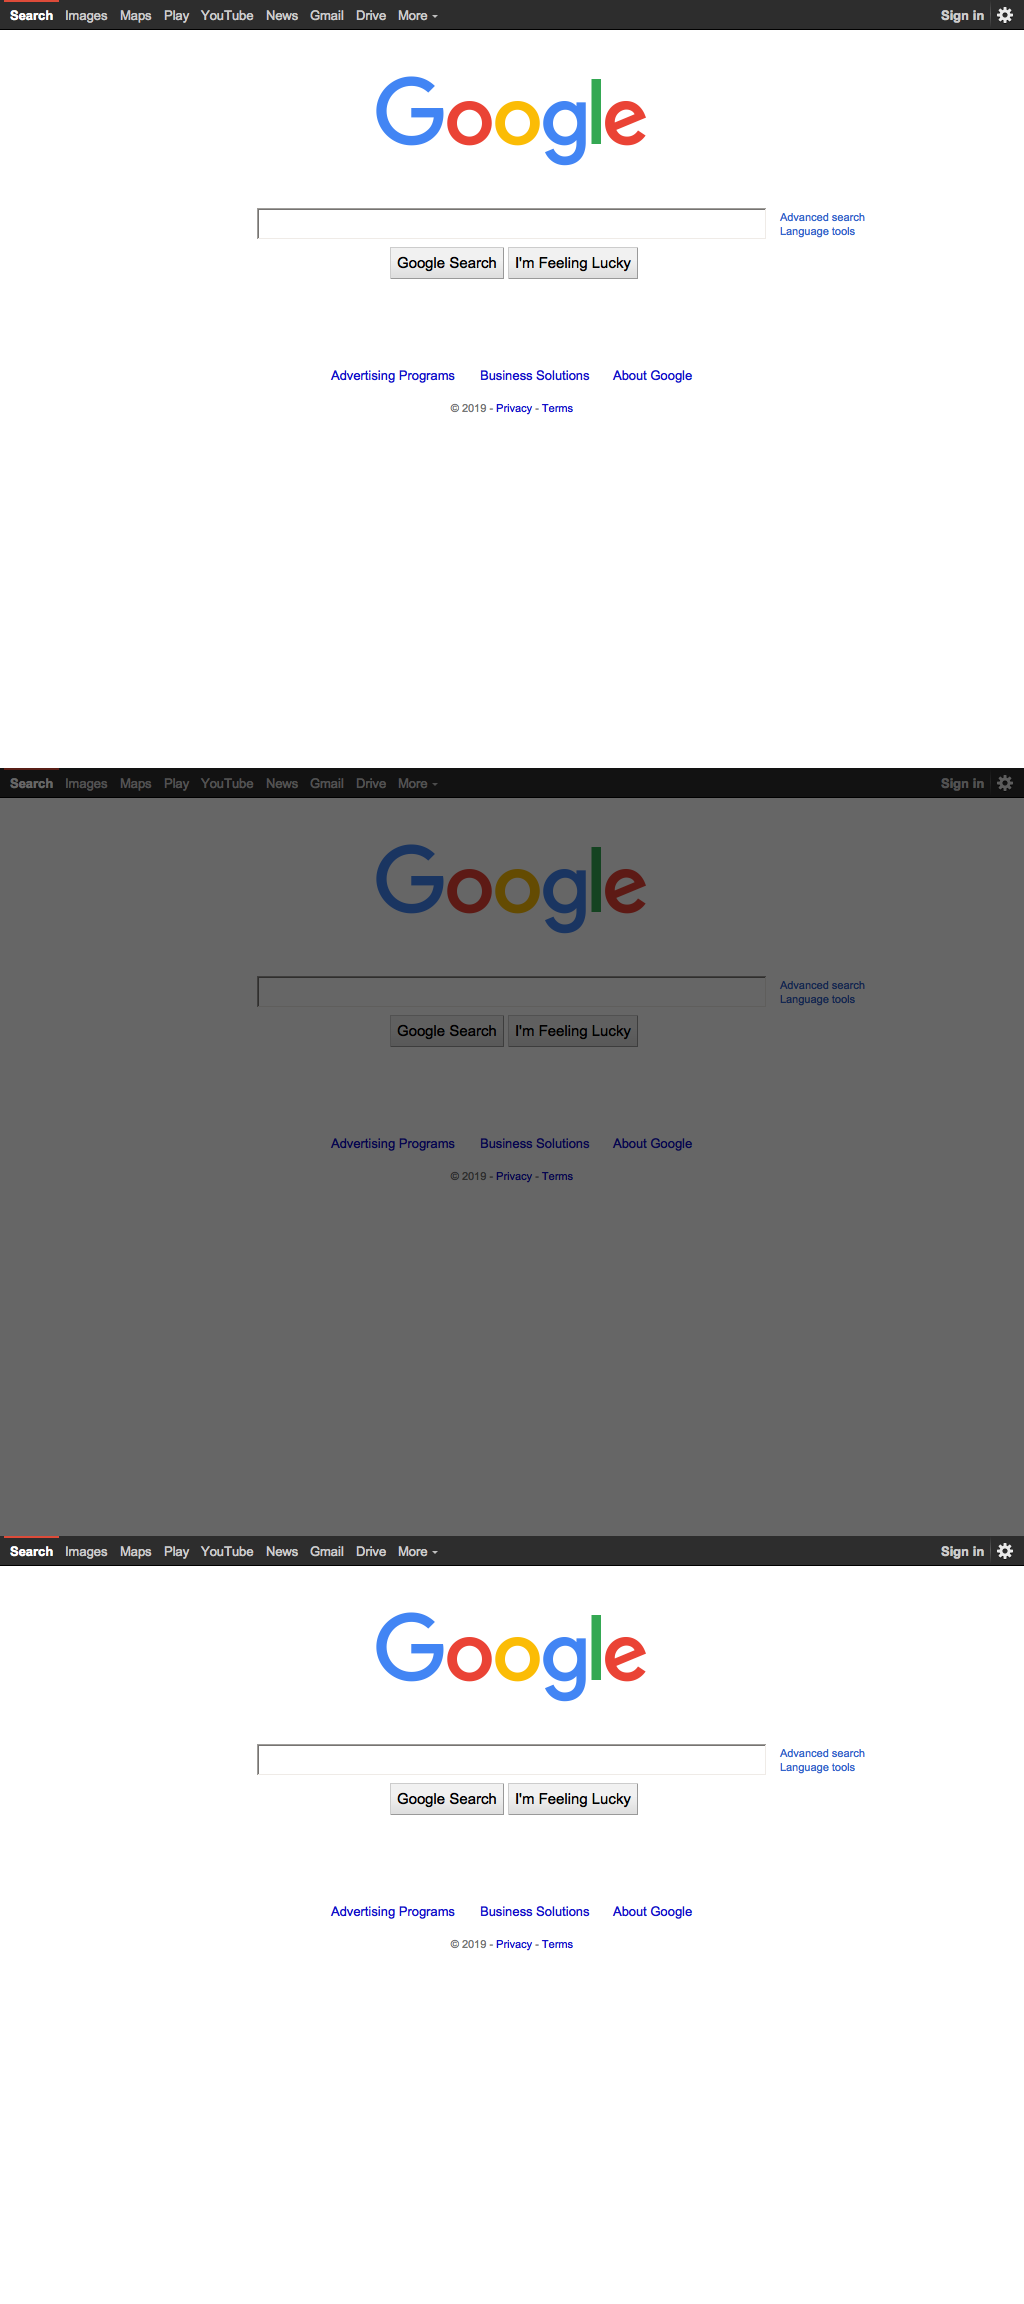 Search Images Maps Play YouTube News Gmail Drive More Sign in
Google
Advanced search
Language tools
Google Search I'm Feeling Lucky
Advertising Programs Business Solutions About Google
© 2019 - Privacy - Terms
Search Images Maps Play YouTube News Gmail Drive More Sign in
Google
Advanced search
Language tools
Google Search I'm Feeling Lucky
Advertising Programs Business Solutions About Google
© 2019 - Privacy - Terms
Search Images Maps Play YouTube News Gmail Drive More Sign in
Google
Advanced search
Language tools
Google Search I'm Feeling Lucky
Advertising Programs Business Solutions About Google
© 2019 - Privacy - Terms